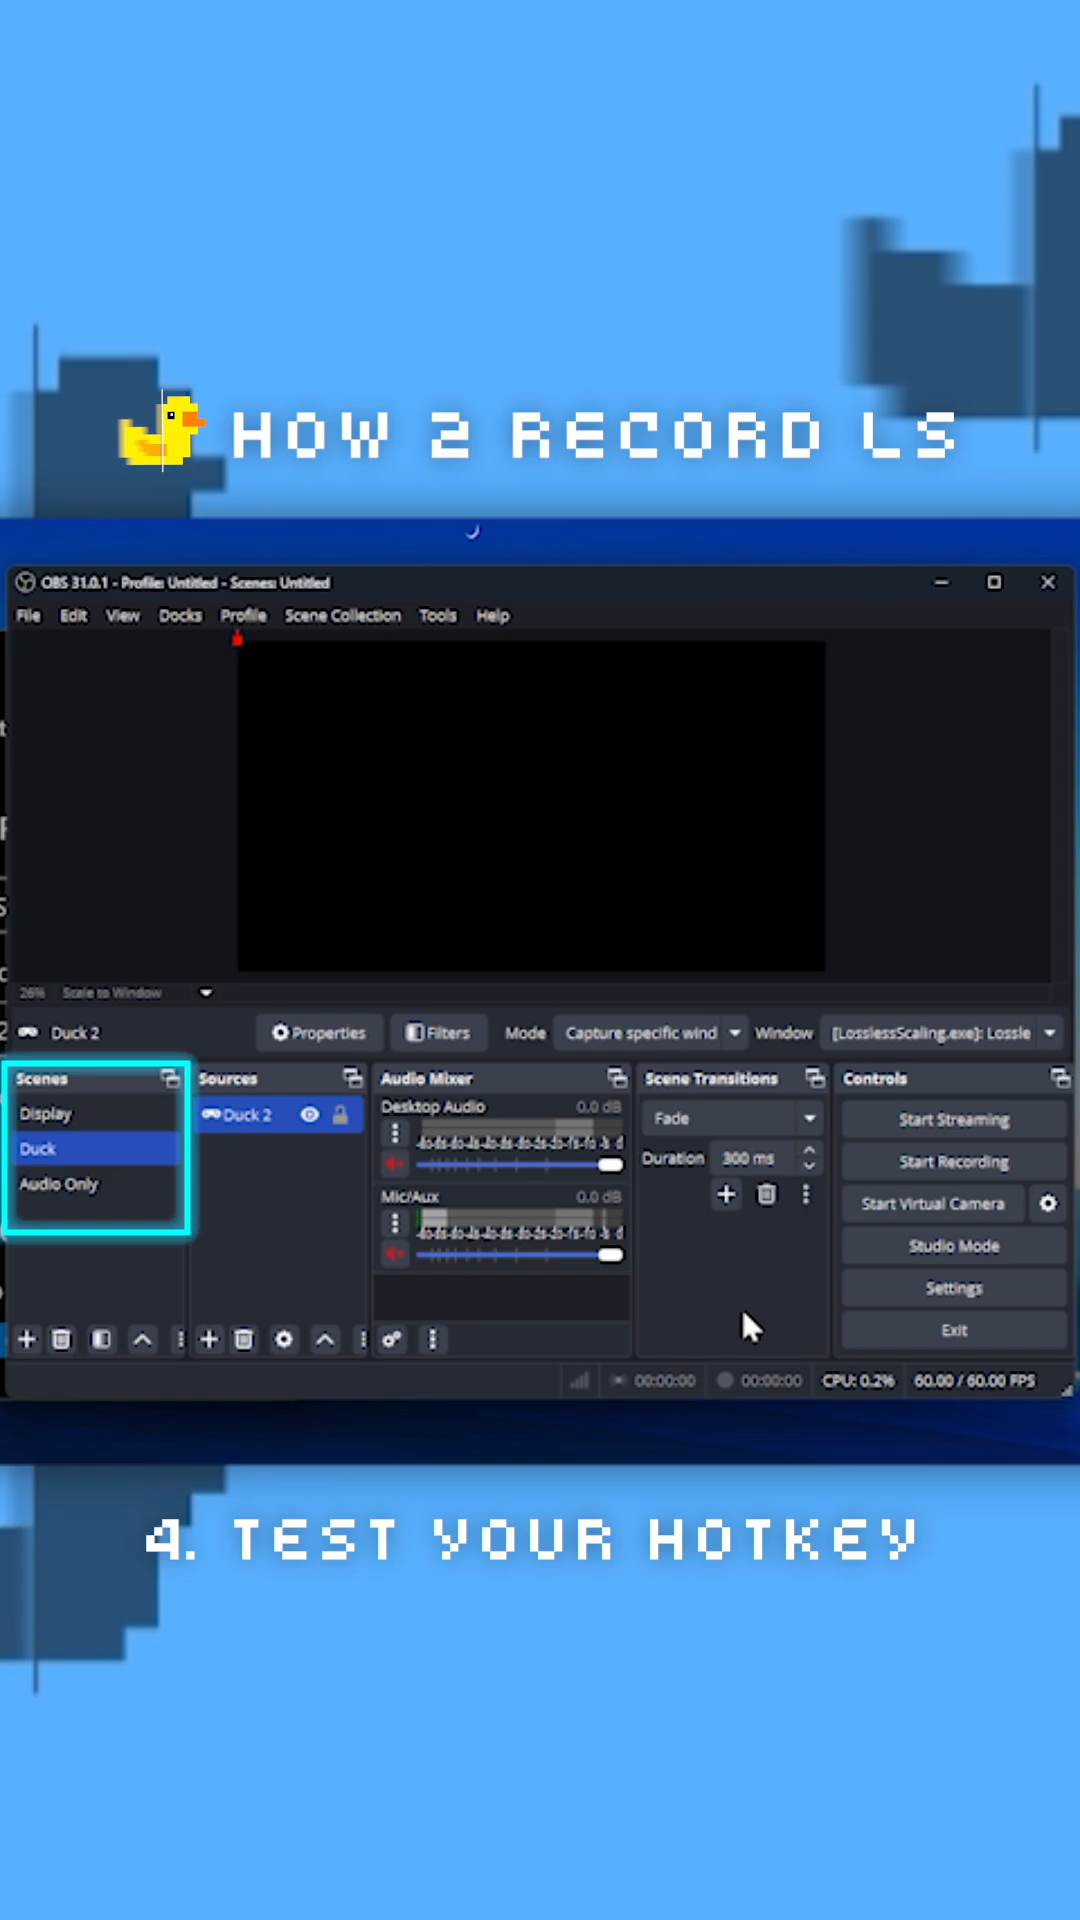 HOW 2 RECORD LS
OBS 31.0.1 - Profile: Untitled - Scenes: Untitled
File Edit View Docks Profile Scene Collection Tools Help
26% Scale to Window
Duck 2 Properties Filters Mode Capture specific wind Window [LosslessScaling.exe]: Lossle
Scenes
Display
Duck
Audio Only
Sources
Duck 2
Audio Mixer
Desktop Audio 0.0 dB
Mic/Aux 0.0 dB
Scene Transitions
Fade
Duration 300 ms
Controls
Start Streaming
Start Recording
Start Virtual Camera
Studio Mode
Settings
Exit
00:00:00 00:00:00 CPU: 0.2% 60.00 / 60.00 FPS
4. TEST YOUR HOTKEY